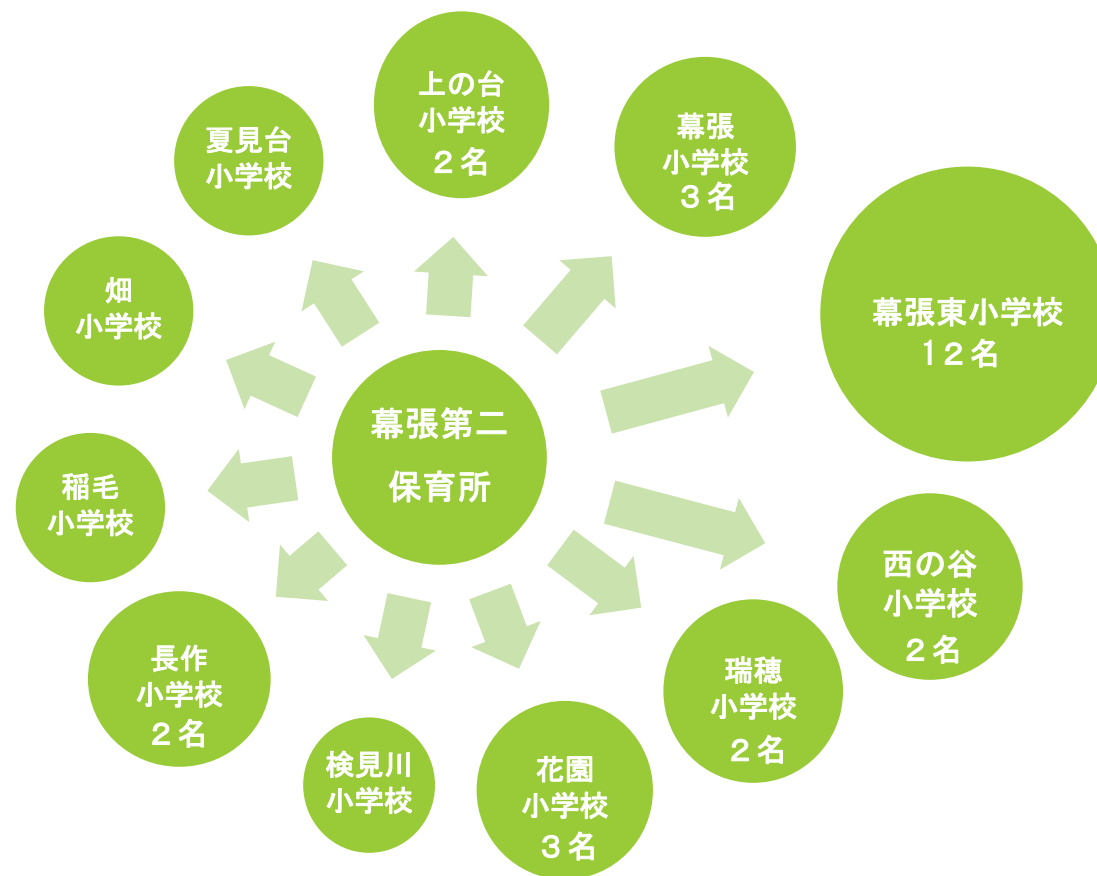 上の台
小学校
２名
幕張
小学校
３名
夏見台
小学校
幕張東小学校
１２名
畑
小学校
幕張第二
保育所
稲毛
小学校
西の谷
小学校
２名
長作
小学校
２名
瑞穂
小学校
２名
検見川
小学校
花園
小学校
３名